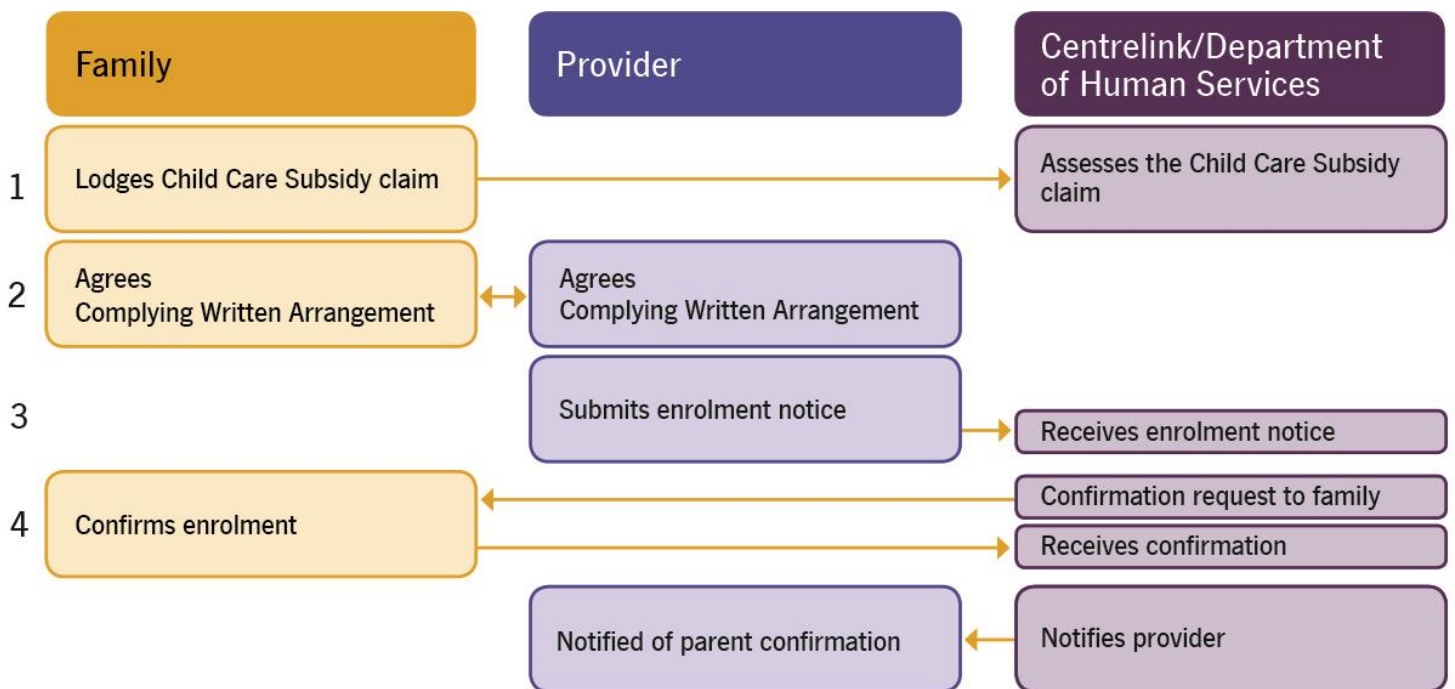 Family
Provider
Centrelink/Department
of Human Services
1
Lodges Child Care Subsidy claim
Assesses the Child Care Subsidy
claim
2
Agrees
Complying Written Arrangement
Agrees
Complying Written Arrangement
3
Submits enrolment notice
Receives enrolment notice
4
Confirms enrolment
Confirmation request to family
Receives confirmation
Notified of parent confirmation
Notifies provider